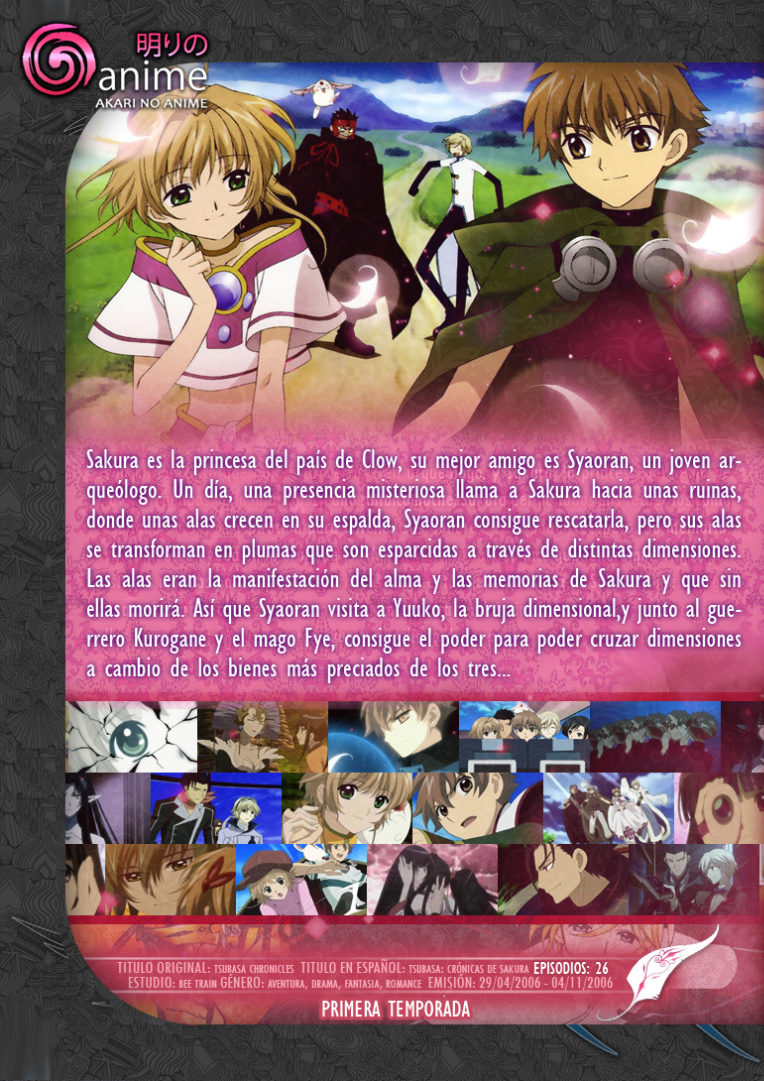 明りの
anime
AKARI NO ANIME
Sakura es la princesa del país de Clow, su mejor amigo es Syaoran, un joven ar-
queólogo. Un día, una presencia misteriosa llama a Sakura hacia unas ruinas,
donde unas alas crecen en su espalda, Syaoran consigue rescatarla, pero sus alas
se transforman en plumas que son esparcidas a través de distintas dimensiones.
Las alas eran la manifestación del alma y las memorias de Sakura y que sin
ellas morirá. Así que Syaoran visita a Yuuko, la bruja dimensional,y junto al gue-
rrero Kurogane y el mago Fye, consigue el poder para poder cruzar dimensiones
a cambio de los bienes más preciados de los tres...
TITULO ORIGINAL: TSUBASA CHRONICLES TITULO EN ESPAÑOL: TSUBASA: CRÓNICAS DE SAKURA EPISODIOS: 26
ESTUDIO: BEE TRAIN GÉNERO: AVENTURA, DRAMA, FANTASIA, ROMANCE EMISIÓN: 29/04/2006 - 04/11/2006
PRIMERA TEMPORADA